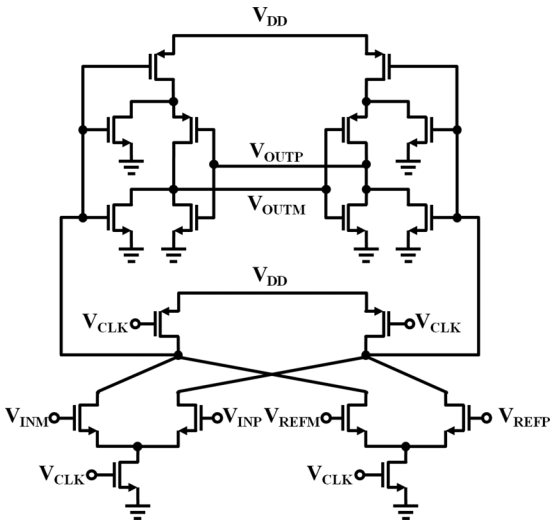 VDD
VOUTP
VOUTM
VDD
VCLK VCLK
VINM VINP VREFM VREFP
VCLK VCLK